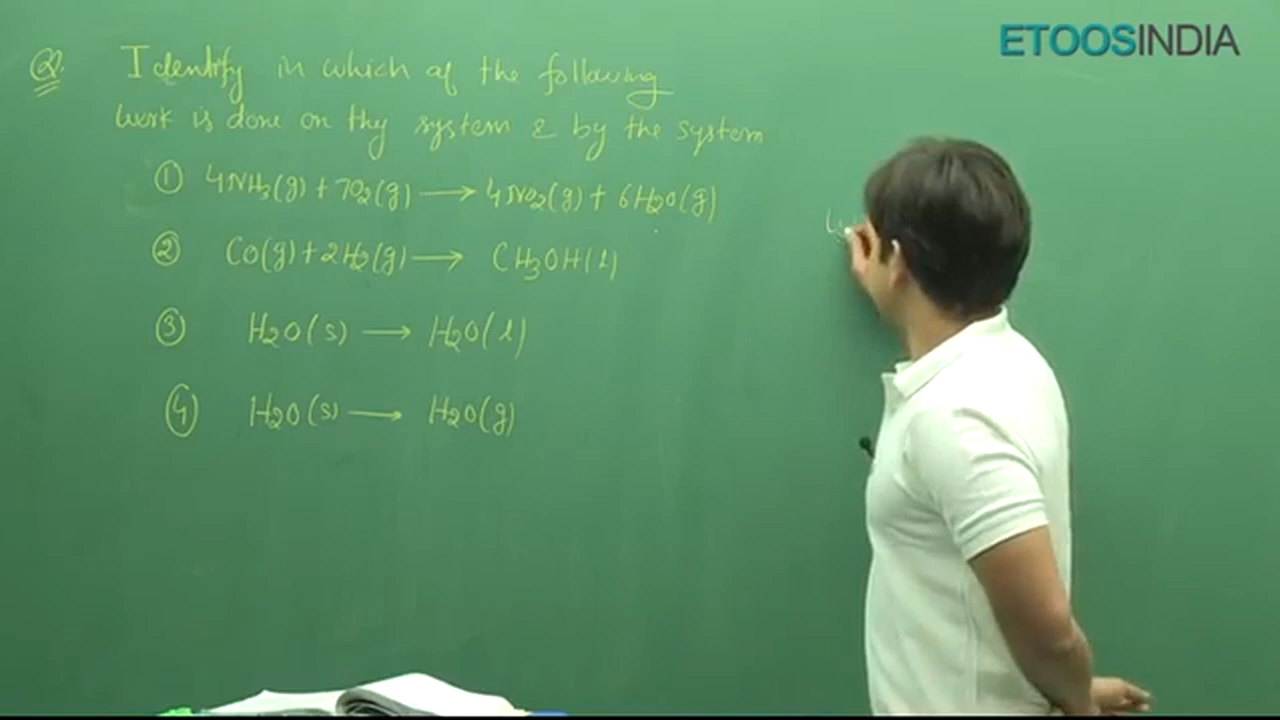 ETOOSINDIA
Q. Identify in which of the following
work is done on thy system & by the system
① 4NH3(g) + 7O2(g) ⟶ 4NO2(g) + 6H2O(g)
② CO(g) + 2H2(g) ⟶ CH3OH(l)
③ H2O(s) ⟶ H2O(l)
④ H2O(s) ⟶ H2O(g)